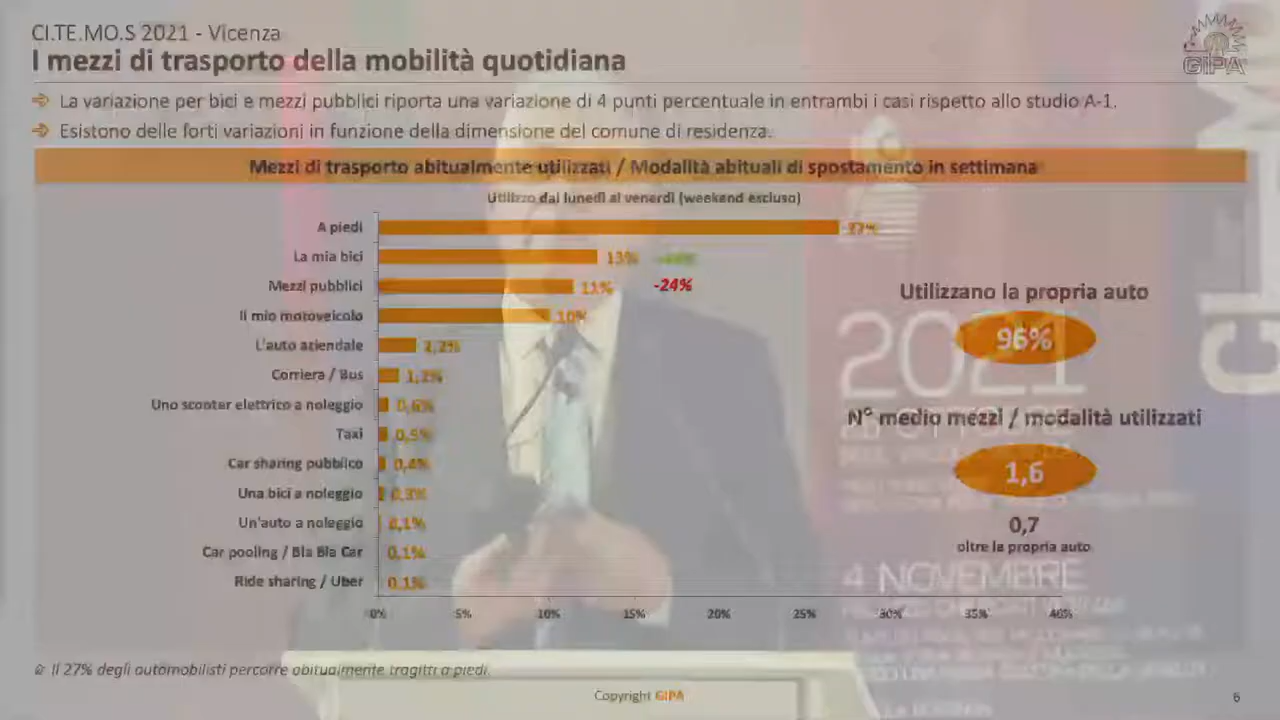 CI.TE.MO.S 2021 - Vicenza
I mezzi di trasporto della mobilità quotidiana
GIPA
La variazione per bici e mezzi pubblici riporta una variazione di 4 punti percentuale in entrambi i casi rispetto allo studio A-1.
Esistono delle forti variazioni in funzione della dimensione del comune di residenza.
Mezzi di trasporto abitualmente utilizzati / Modalità abituali di spostamento in settimana
Utilizzo dal lunedì al venerdì (weekend escluso)
A piedi 27%
La mia bici 13%
Mezzi pubblici 11% -24%
Il mio motoveicolo 10%
L'auto aziendale 2,2%
Corriera / Bus 1,2%
Uno scooter elettrico a noleggio 0,6%
Taxi 0,5%
Car sharing pubblico 0,4%
Una bici a noleggio 0,3%
Un'auto a noleggio 0,1%
Car pooling / Bla Bla Car 0,1%
Ride sharing / Uber 0,1%
0% 5% 10% 15% 20% 25% 30% 35% 40%
Utilizzano la propria auto
96%
N° medio mezzi / modalità utilizzati
1,6
0,7
oltre la propria auto
2021
4 NOVEMBRE
Il 27% degli automobilisti percorre abitualmente tragitti a piedi.
Copyright GIPA
6